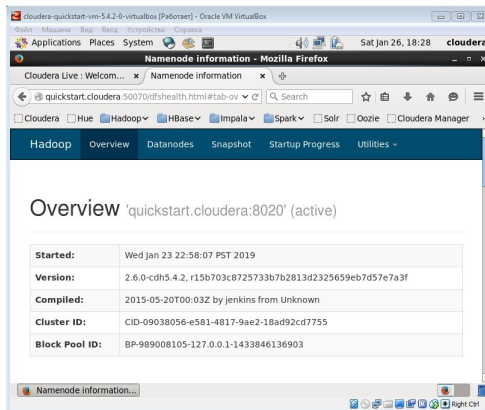 cloudera-quickstart-vm-5.4.2-0-virtualbox [Работает] - Oracle VM VirtualBox
Файл Машина Вид Ввод Устройства Справка
Applications Places System Sat Jan 26, 18:28 cloudera
Namenode information - Mozilla Firefox
Cloudera Live : Welcom... Namenode information
quickstart.cloudera:50070/dfshealth.html#tab-ov Search
Cloudera Hue Hadoop HBase Impala Spark Solr Oozie Cloudera Manager
Hadoop Overview Datanodes Snapshot Startup Progress Utilities
Overview 'quickstart.cloudera:8020' (active)
Started: Wed Jan 23 22:58:07 PST 2019
Version: 2.6.0-cdh5.4.2, r15b703c8725733b7b2813d2325659eb7d57e7a3f
Compiled: 2015-05-20T00:03Z by jenkins from Unknown
Cluster ID: CID-09038056-e581-4817-9ae2-18ad92cd7755
Block Pool ID: BP-989008105-127.0.0.1-1433846136903
Namenode information...
Right Ctrl